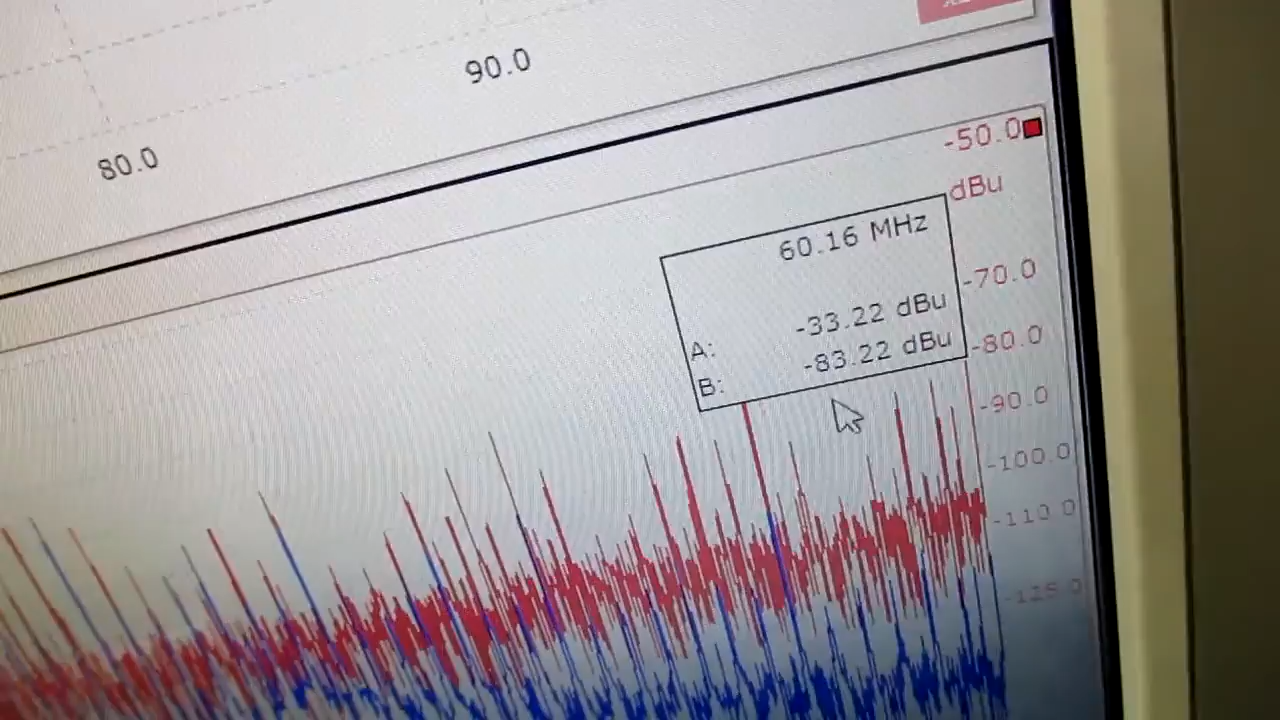 90.0
80.0
-50.0
dBu
60.16 MHz
-70.0
A: -33.22 dBu
-80.0
B: -83.22 dBu
-90.0
-100.0
-110.0